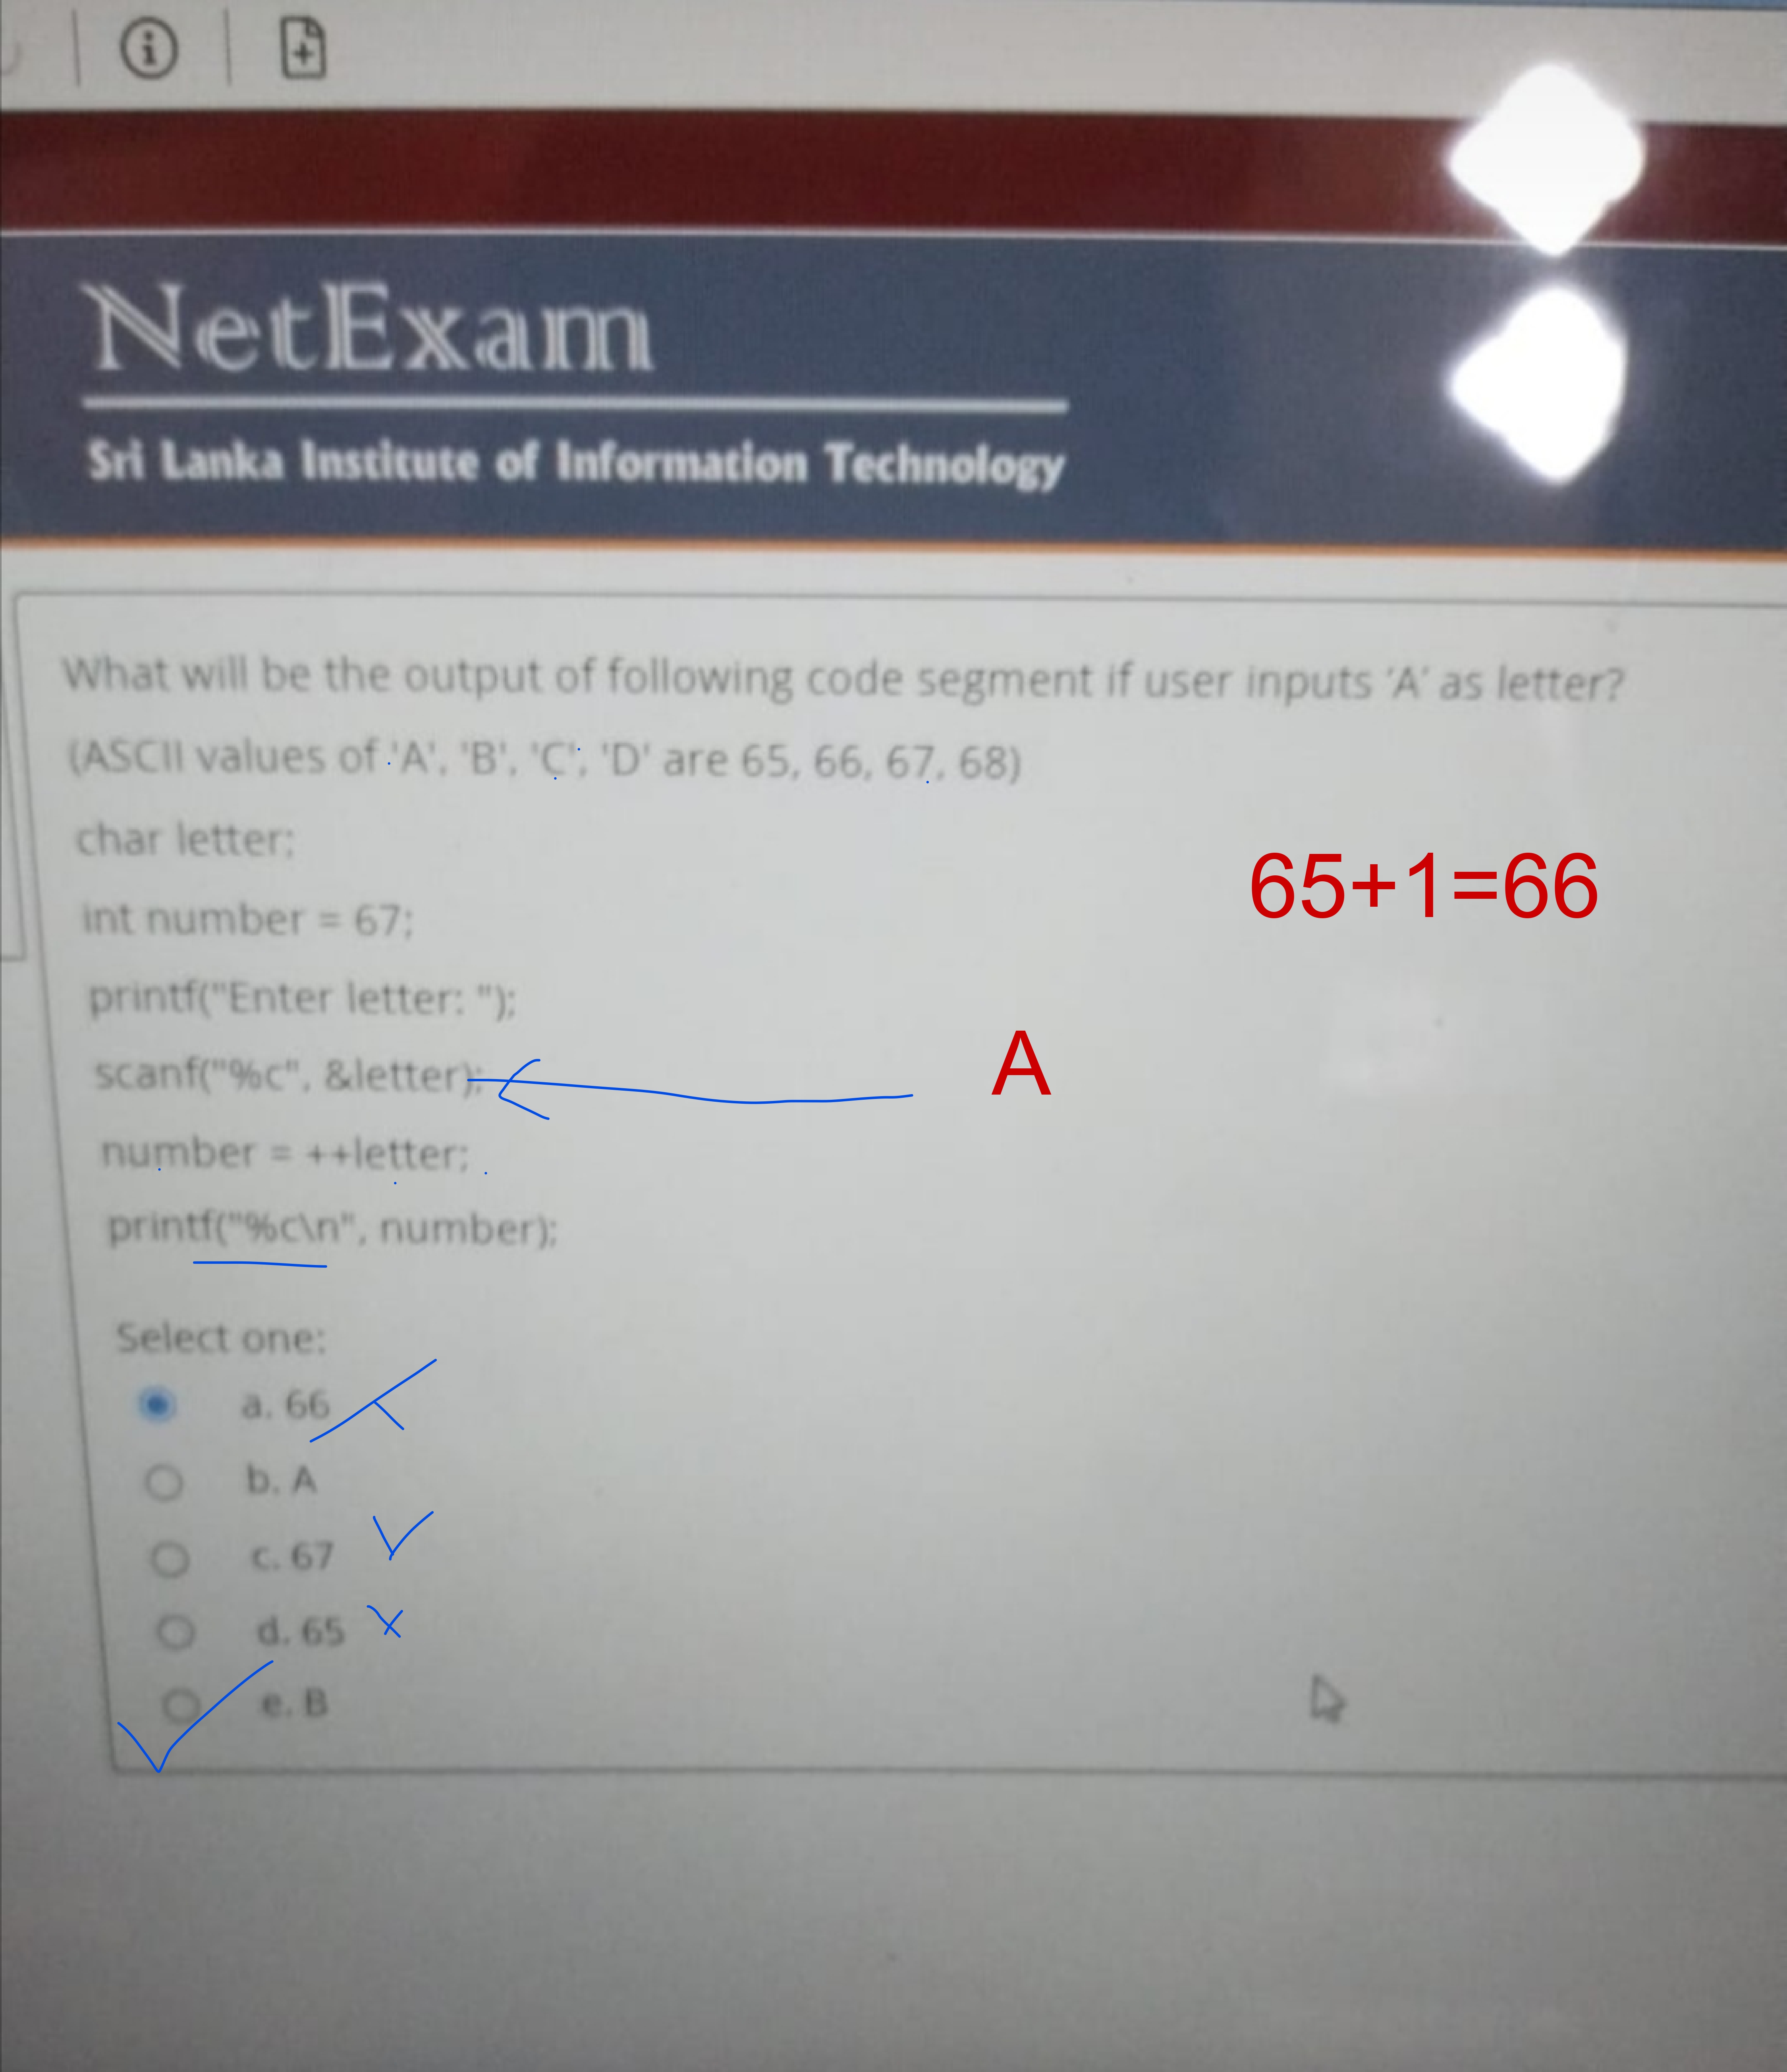 NetExam
Sri Lanka Institute of Information Technology
What will be the output of following code segment if user inputs ‘A’ as letter?
(ASCII values of 'A', 'B', 'C', 'D' are 65, 66, 67, 68)
char letter;
65+1=66
int number = 67;
printf("Enter letter: ");
scanf("%c", &letter);
A
number = ++letter;
printf("%c\n", number);
Select one:
a. 66
b. A
c. 67
d. 65
e. B